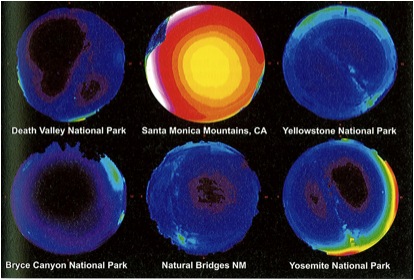 Death Valley National Park
Santa Monica Mountains, CA
Yellowstone National Park
Bryce Canyon National Park
Natural Bridges NM
Yosemite National Park